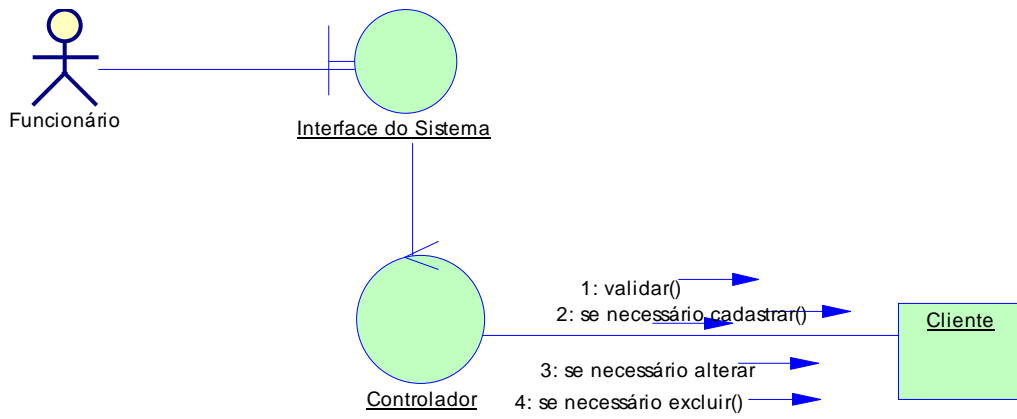 Funcionário
Interface do Sistema
1: validar()
2: se necessário cadastrar()
Cliente
3: se necessário alterar
Controlador
4: se necessário excluir()